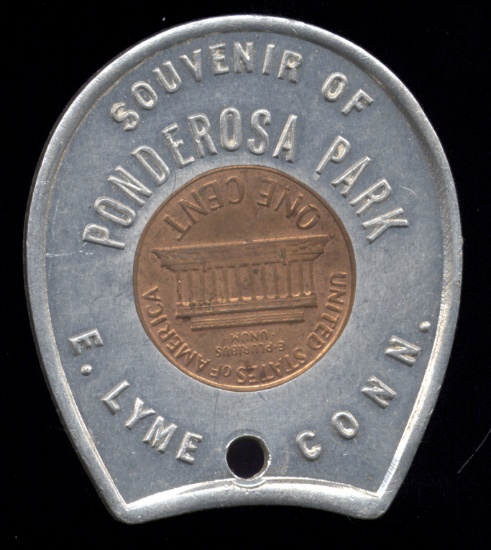 SOUVENIR OF
PONDEROSA PARK
E. LYME CONN.
UNITED STATES OF AMERICA
E·PLURIBUS
UNUM
ONE CENT